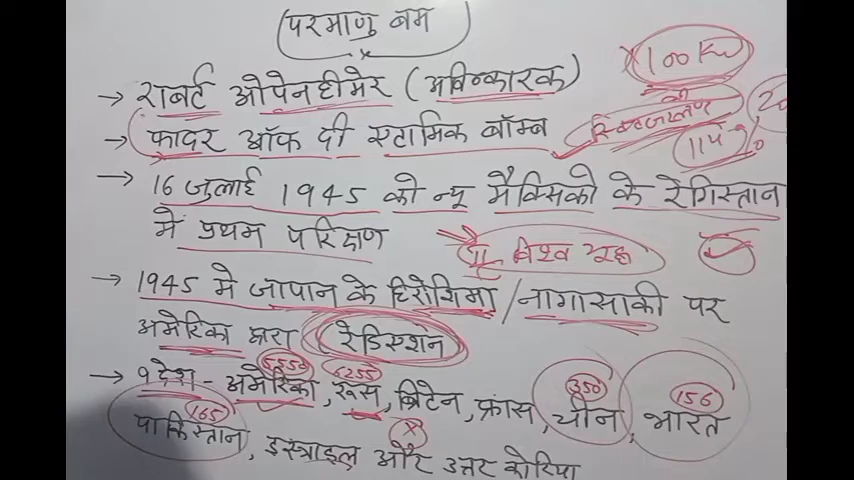 परमाणु बम
→ राबर्ट ओपेनहीमेर (अविष्कारक)
100 Kw
→ फादर ऑफ दी एटामिक बॉम्ब
114
→ 16 जुलाई 1945 को न्यू मैक्सिको के रेगिस्तान
में प्रथम परिक्षण
II विश्व युद्ध
→ 1945 मे जापान के हिरोशिमा / नागासाकी पर
अमेरिका द्वारा रेडिएशन
5550 6255 350 156
→ 9 देश - अमेरिका, रूस, ब्रिटेन, फ्रांस, चीन, भारत
165
पाकिस्तान, इस्त्राइल और उत्तर कोरिया